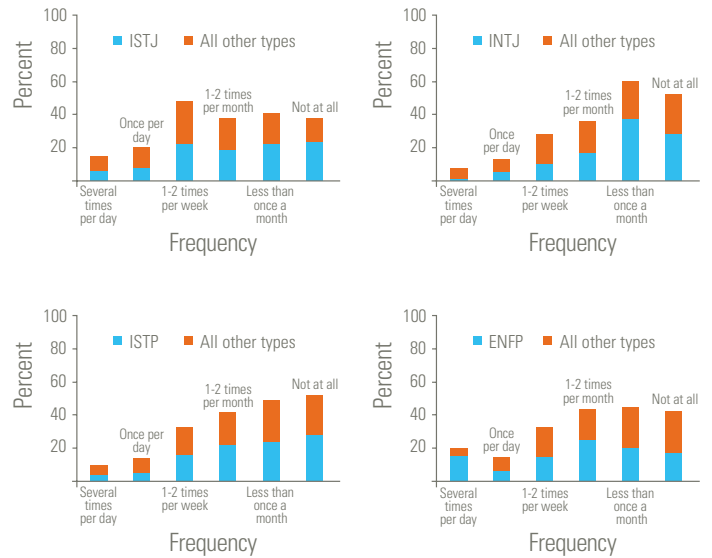 100
80
60
40
20
Percent
ISTJ
All other types
Once per
day
1-2 times
per month
Not at all
Several
times
per day
1-2 times
per week
Less than
once a
month
Frequency
100
80
60
40
20
Percent
INTJ
All other types
Once
per day
1-2 times
per month
Not at all
Several
times
per day
1-2 times
per week
Less than
once a
month
Frequency
100
80
60
40
20
Percent
ISTP
All other types
Once per
day
1-2 times
per month
Not at all
Several
times
per day
1-2 times
per week
Less than
once a
month
Frequency
100
80
60
40
20
Percent
ENFP
All other types
Once
per
day
1-2 times
per month
Not at all
Several
times
per day
1-2 times
per week
Less than
once a
month
Frequency